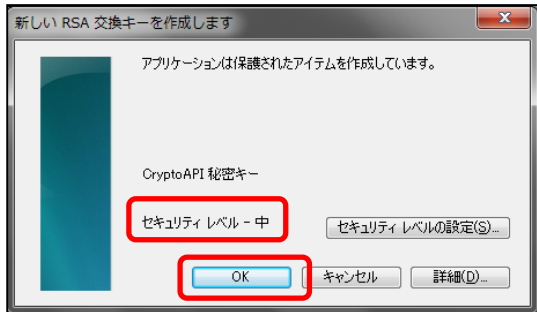 新しい RSA 交換キーを作成します
アプリケーションは保護されたアイテムを作成しています。
CryptoAPI 秘密キー
セキュリティ レベル - 中
セキュリティ レベルの設定(S)...
OK
キャンセル
詳細(D)...